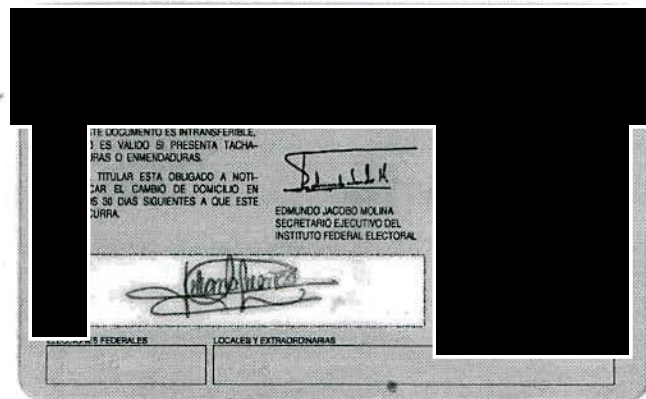 TE DOCUMENTO ES INTRANSFERIBLE,
ES VALIDO SI PRESENTA TACHA-
RAS O ENMENDADURAS.
TITULAR ESTA OBLIGADO A NOTI-
CAR EL CAMBIO DE DOMICILIO EN
S 30 DIAS SIGUIENTES A QUE ESTE
CURRA.
EDMUNDO JACOBO MOLINA
SECRETARIO EJECUTIVO DEL
INSTITUTO FEDERAL ELECTORAL
FEDERALES LOCALES Y EXTRAORDINARIAS